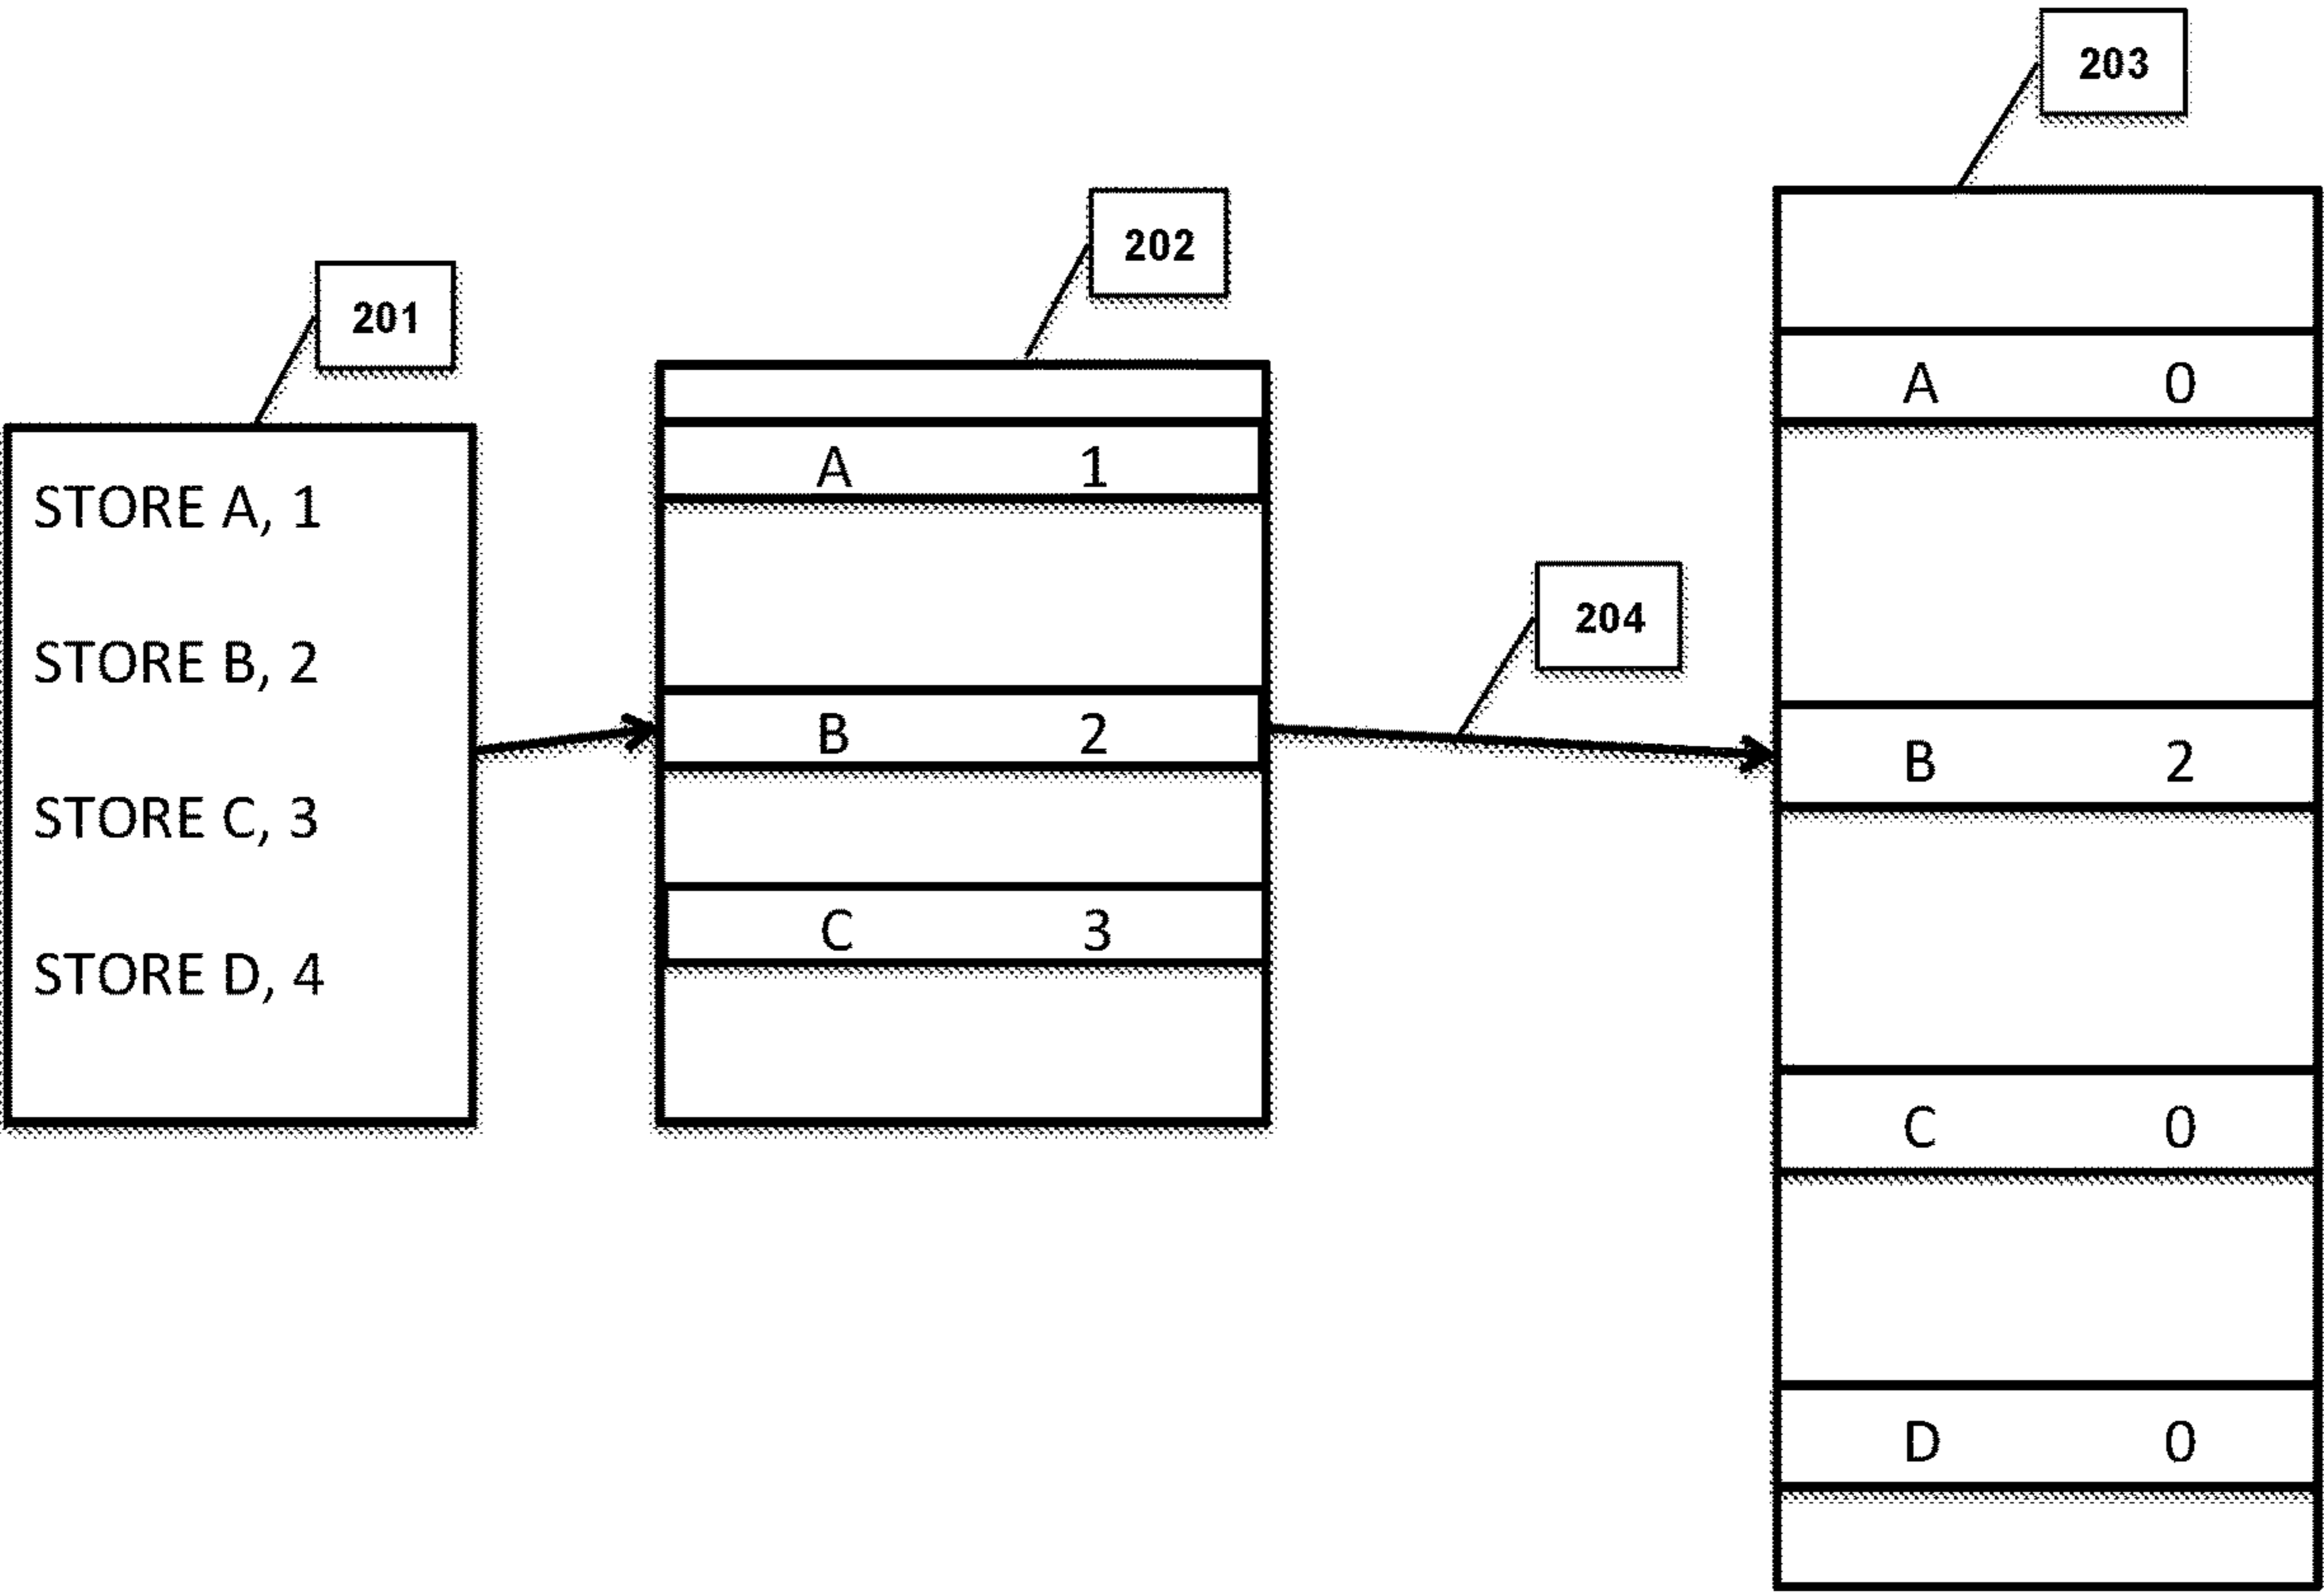 201
STORE A, 1
STORE B, 2
STORE C, 3
STORE D, 4
202
A 1
B 2
C 3
204
203
A 0
B 2
C 0
D 0